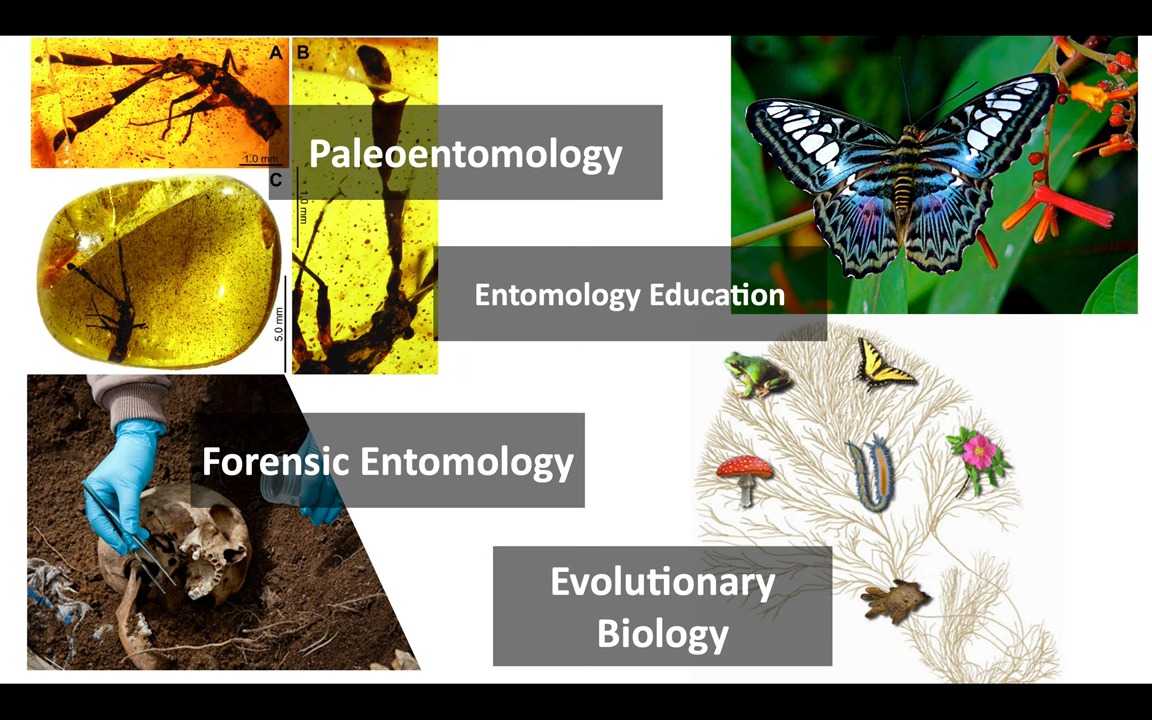 A
B
1.0 mm
Paleoentomology
C
1.0 mm
Entomology Education
5.0 mm
Forensic Entomology
Evolutionary
Biology